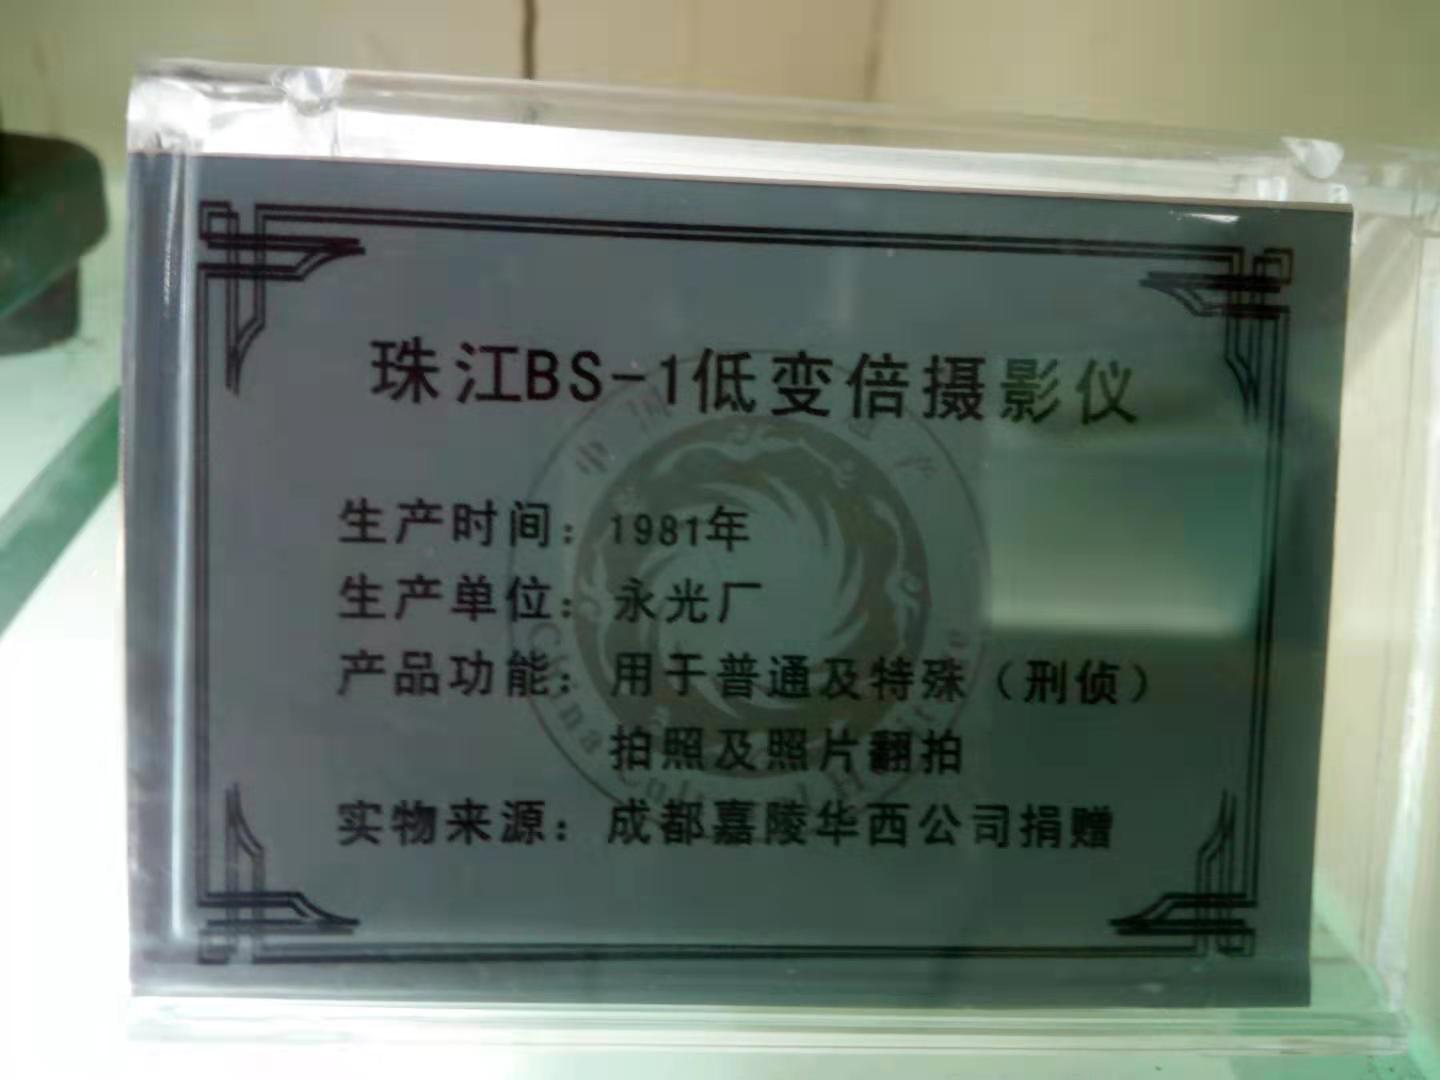 珠江BS-1低变倍摄影仪
生产时间：1981年
生产单位：永光厂
产品功能：用于普通及特殊（刑侦）
拍照及照片翻拍
实物来源：成都嘉陵华西公司捐赠